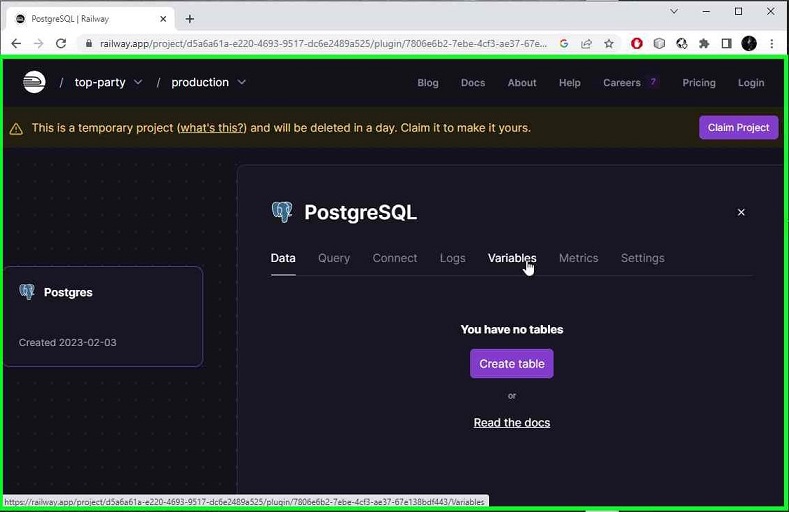 PostgreSQL | Railway
railway.app/project/d5a6a61a-e220-4693-9517-dc6e2489a525/plugin/7806e6b2-7ebe-4cf3-ae37-67e...
/ top-party / production Blog Docs About Help Careers 7 Pricing Login
This is a temporary project (what's this?) and will be deleted in a day. Claim it to make it yours. Claim Project
PostgreSQL
Data Query Connect Logs Variables Metrics Settings
Postgres
Created 2023-02-03
You have no tables
Create table
or
Read the docs
https://railway.app/project/d5a6a61a-e220-4693-9517-dc6e2489a525/plugin/7806e6b2-7ebe-4cf3-ae37-67e138bdf443/Variables